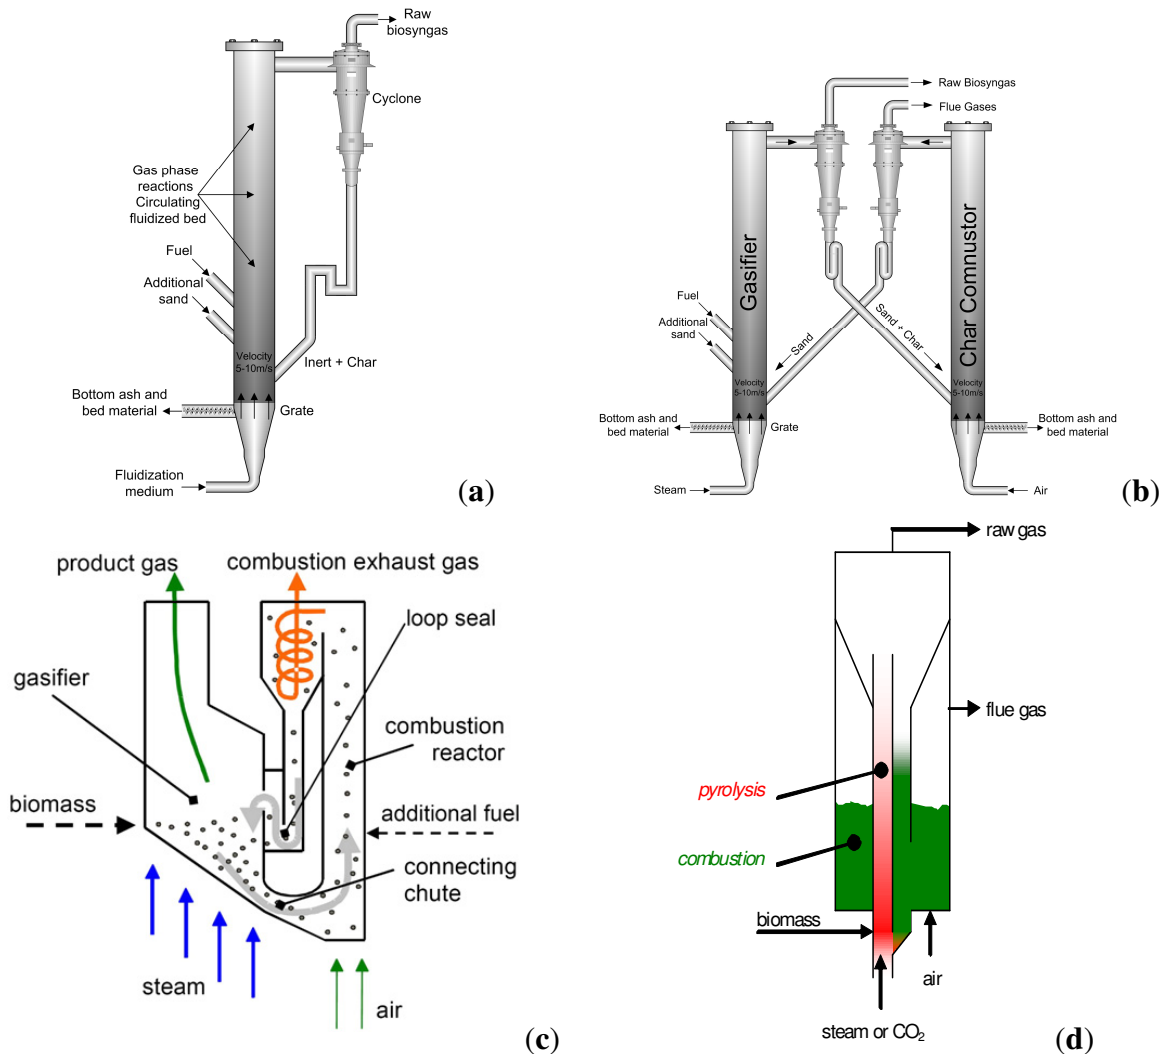 Raw
biosyngas
Cyclone
Gas phase
reactions
Circulating
fluidized bed
Fuel
Additional
sand
Velocity
5-10m/s
Inert + Char
Bottom ash and
bed material
Grate
Fluidization
medium
(a)
Raw Biosyngas
Flue Gases
Gasifier
Char Comnustor
Fuel
Additional
sand
Sand
Sand + Char
Velocity
5-10m/s
Velocity
5-10m/s
Bottom ash and
bed material
Grate
Bottom ash and
bed material
Steam
Air
(b)
product gas
combustion exhaust gas
loop seal
gasifier
combustion
reactor
biomass
additional fuel
connecting
chute
steam
air
(c)
raw gas
flue gas
pyrolysis
combustion
biomass
air
steam or CO₂
(d)